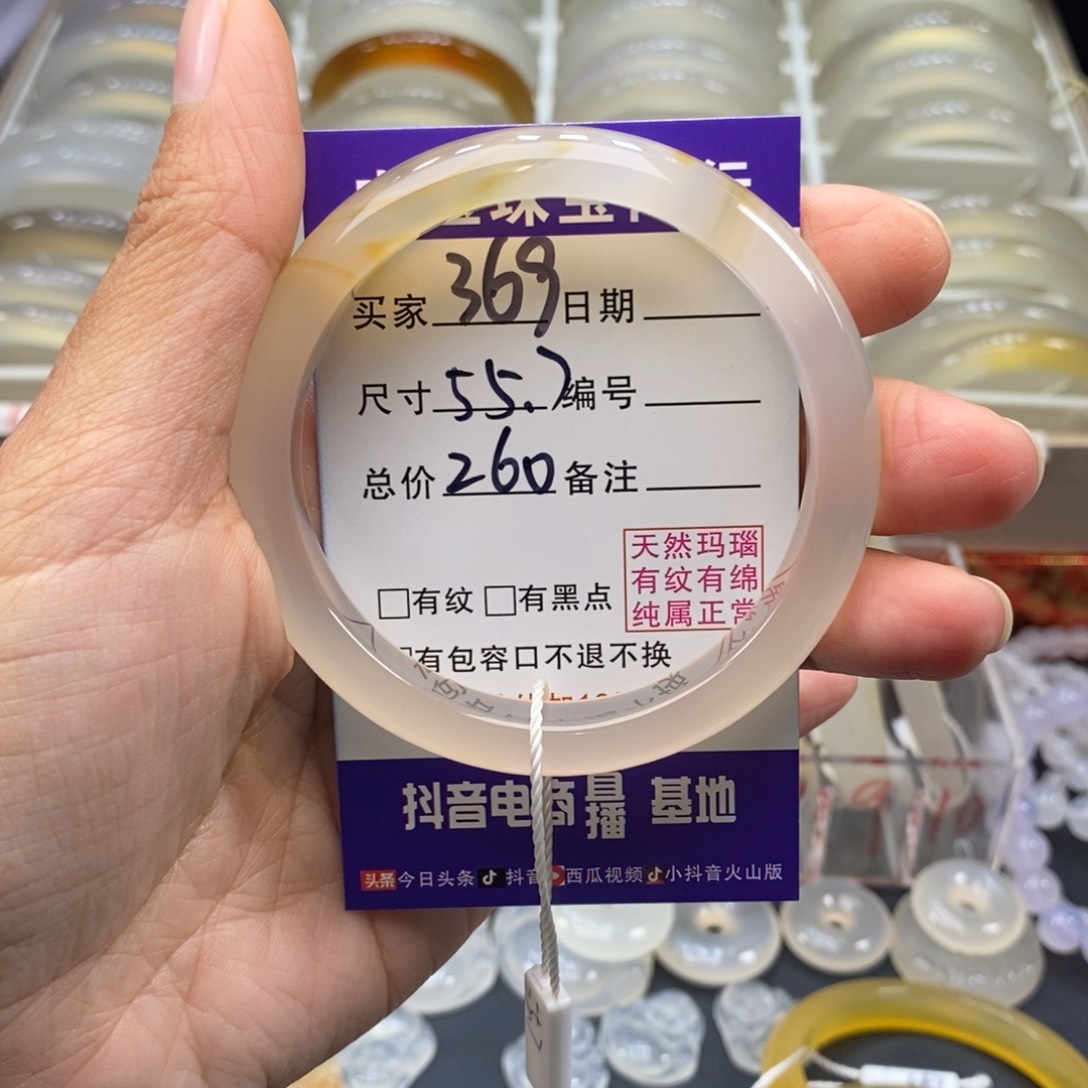 珠宝
买家 369 日期
尺寸 55.7 编号
总价 260 备注
天然玛瑙
有纹有绵
纯属正常
□有纹 □有黑点
有包容口不退不换
抖音电商直播 基地
头条 今日头条 抖音 西瓜视频 小抖音火山版